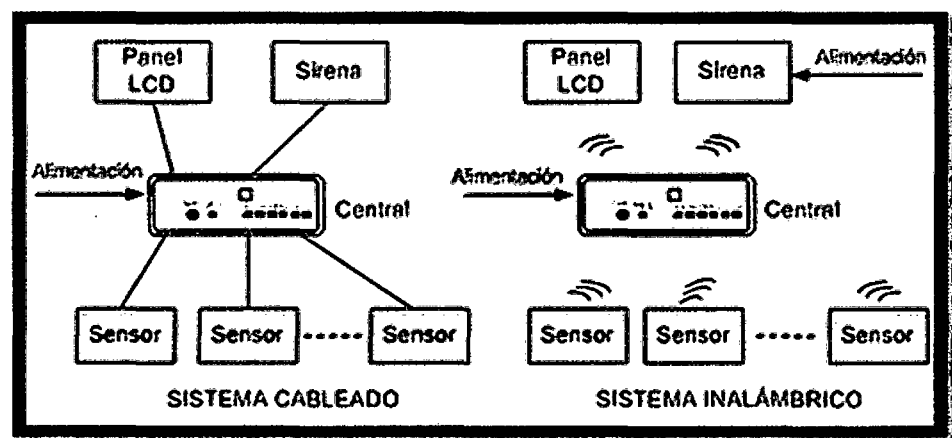 Panel
LCD
Sirena
Alimentación
Central
Sensor
Sensor
Sensor
SISTEMA CABLEADO
Panel
LCD
Sirena
Alimentación
Alimentación
Central
Sensor
Sensor
Sensor
SISTEMA INALÁMBRICO